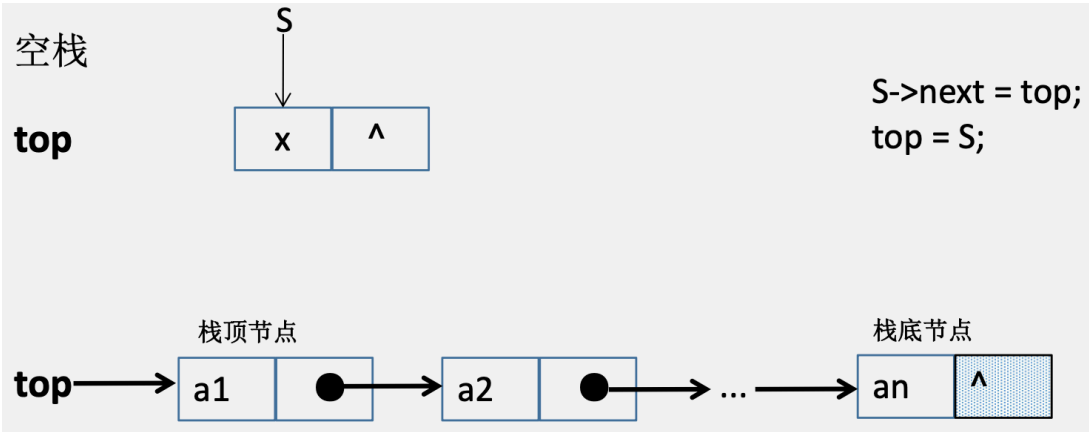 S
空栈
S->next = top;
top x ^
top = S;
栈顶节点 栈底节点
top a1 a2 ... an ^